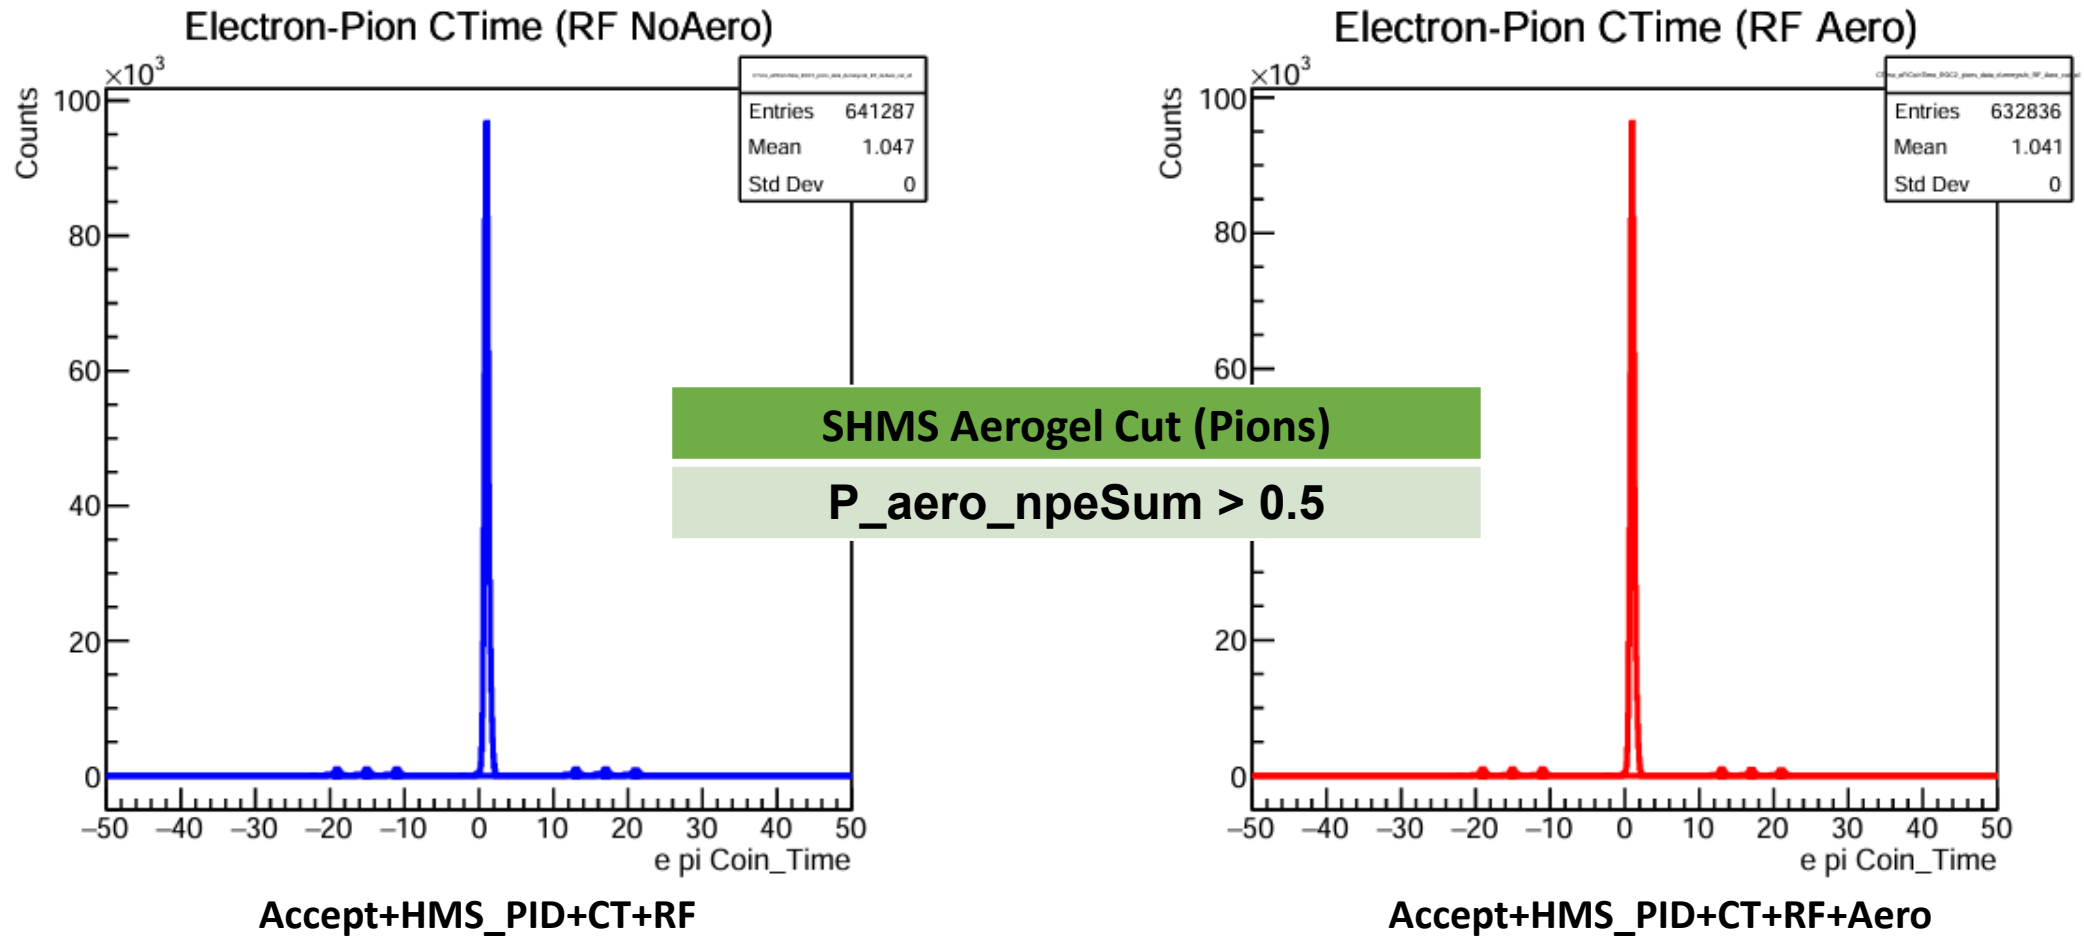 Electron-Pion CTime (RF NoAero)
×10³
Counts
Entries 641287
Mean 1.047
Std Dev 0
100
80
60
40
20
0
−50 −40 −30 −20 −10 0 10 20 30 40 50
e pi Coin_Time
Accept+HMS_PID+CT+RF
SHMS Aerogel Cut (Pions)
P_aero_npeSum > 0.5
Electron-Pion CTime (RF Aero)
×10³
Counts
Entries 632836
Mean 1.041
Std Dev 0
100
80
60
20
0
−50 −40 −30 −20 −10 0 10 20 30 40 50
e pi Coin_Time
Accept+HMS_PID+CT+RF+Aero